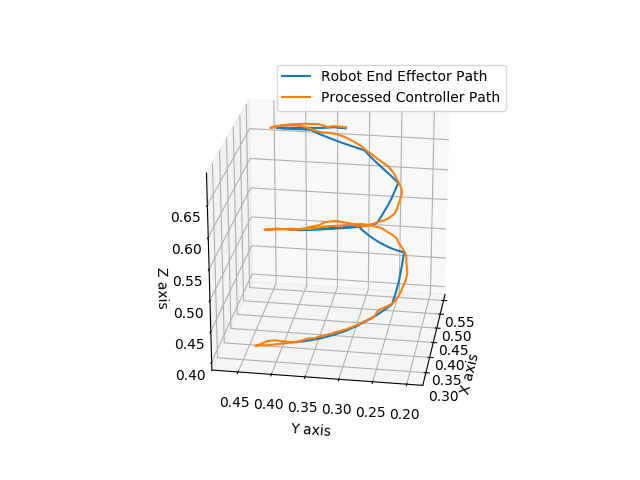 Robot End Effector Path
Processed Controller Path
Z axis
0.65
0.60
0.55
0.50
0.45
0.40
0.45 0.40 0.35 0.30 0.25 0.20
Y axis
0.55
0.50
0.45
0.40
0.35
0.30
X axis